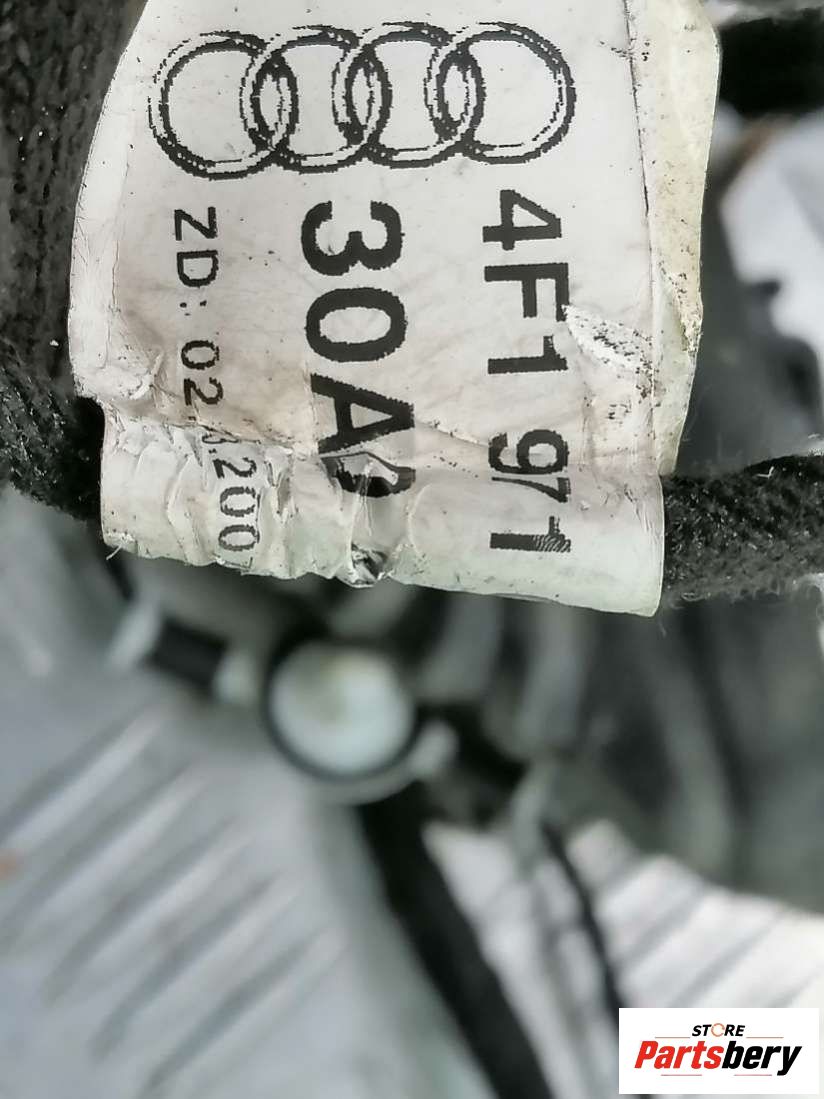 4F1 971
30A
ZD: 02
.200
STORE
Partsbery